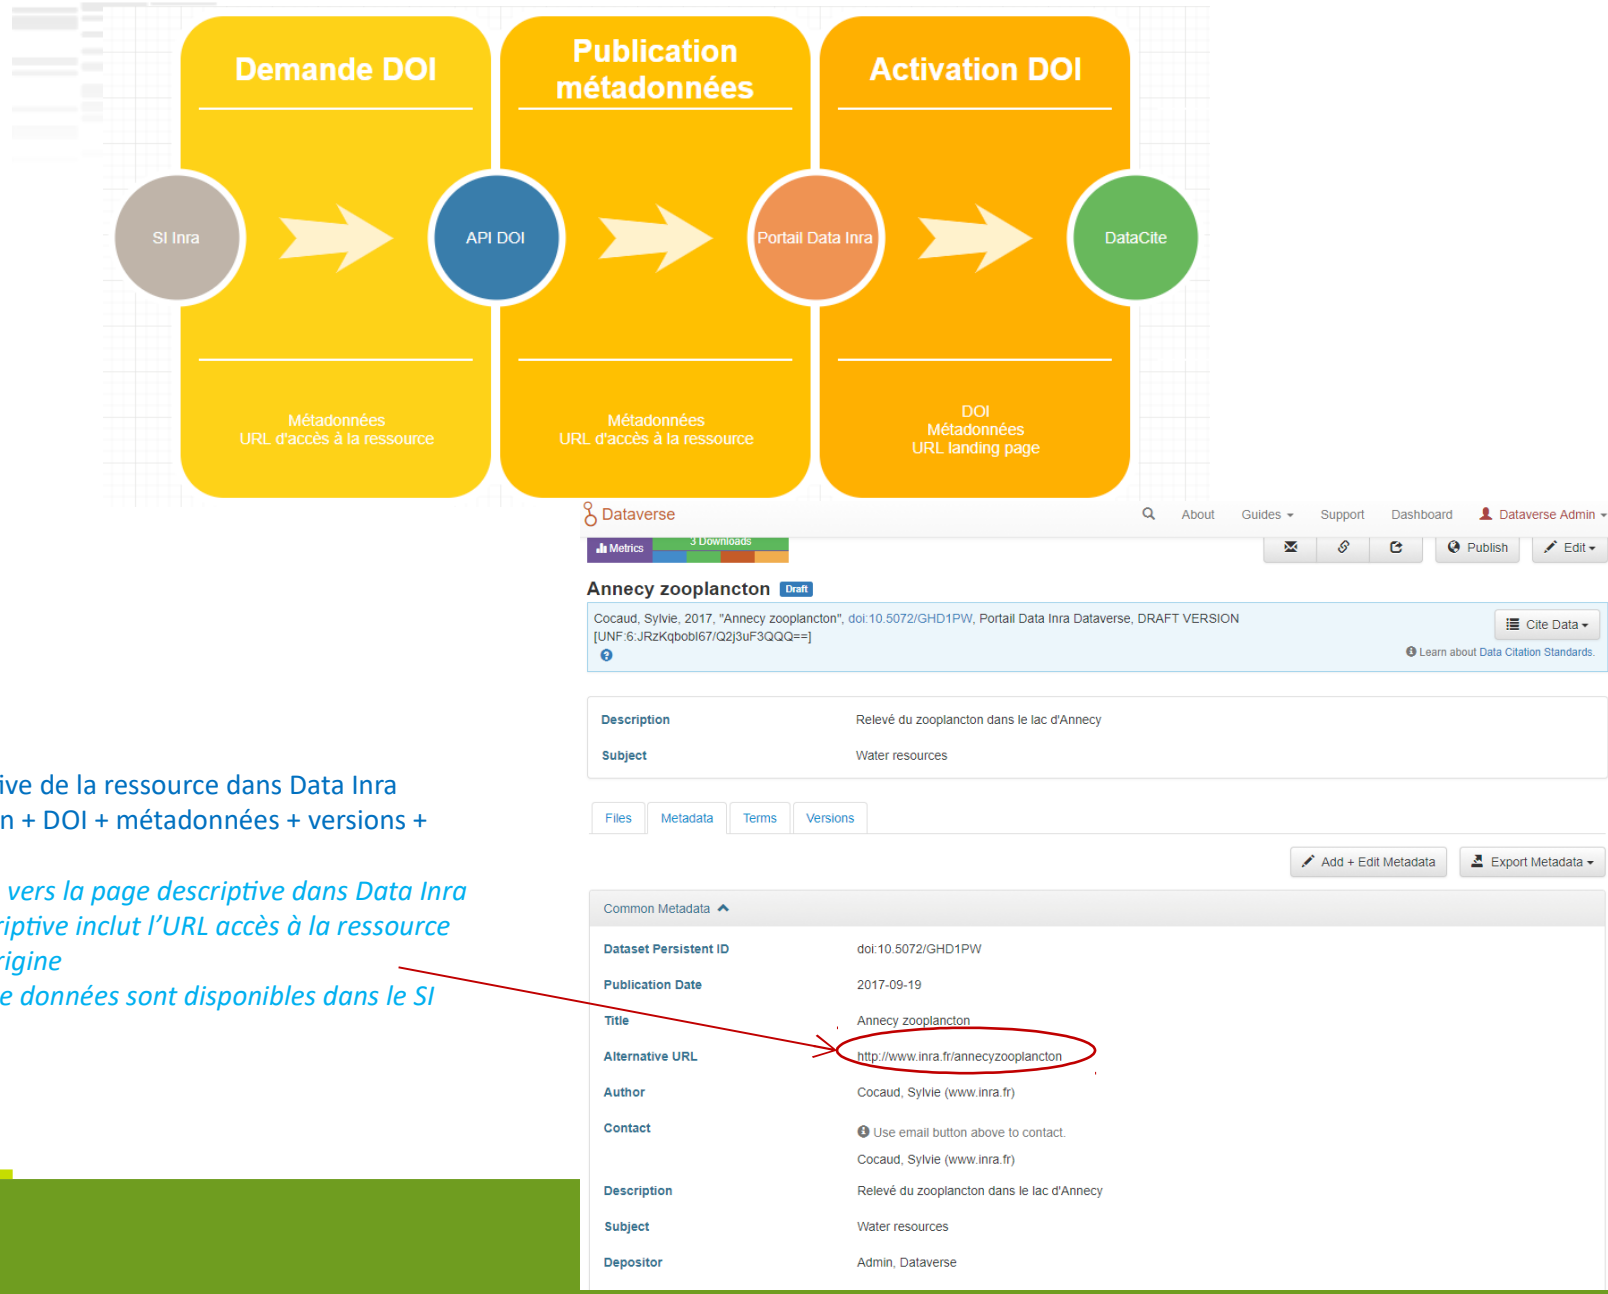 Demande DOI
Publication
métadonnées
Activation DOI
SI Inra
API DOI
Portail Data Inra
DataCite
Métadonnées
URL d'accès à la ressource
Métadonnées
URL d'accès à la ressource
DOI
Métadonnées
URL landing page
Dataverse
About
Guides
Support
Dashboard
Dataverse Admin
Metrics
3 Downloads
Publish
Edit
Annecy zooplancton
Draft
Cocaud, Sylvie, 2017, "Annecy zooplancton", doi:10.5072/GHD1PW, Portail Data Inra Dataverse, DRAFT VERSION
[UNF:6:JRzKqbobl67/Q2j3uF3QQQ==]
Cite Data
Learn about Data Citation Standards.
Description
Relevé du zooplancton dans le lac d'Annecy
Subject
Water resources
Files
Metadata
Terms
Versions
Add + Edit Metadata
Export Metadata
Common Metadata
Dataset Persistent ID
doi:10.5072/GHD1PW
Publication Date
2017-09-19
Title
Annecy zooplancton
Alternative URL
http://www.inra.fr/annecyzooplancton
Author
Cocaud, Sylvie (www.inra.fr)
Contact
Use email button above to contact.
Cocaud, Sylvie (www.inra.fr)
Description
Relevé du zooplancton dans le lac d'Annecy
Subject
Water resources
Depositor
Admin, Dataverse
tive de la ressource dans Data Inra
n + DOI + métadonnées + versions +
vers la page descriptive dans Data Inra
riptive inclut l'URL accès à la ressource
rigine
e données sont disponibles dans le SI